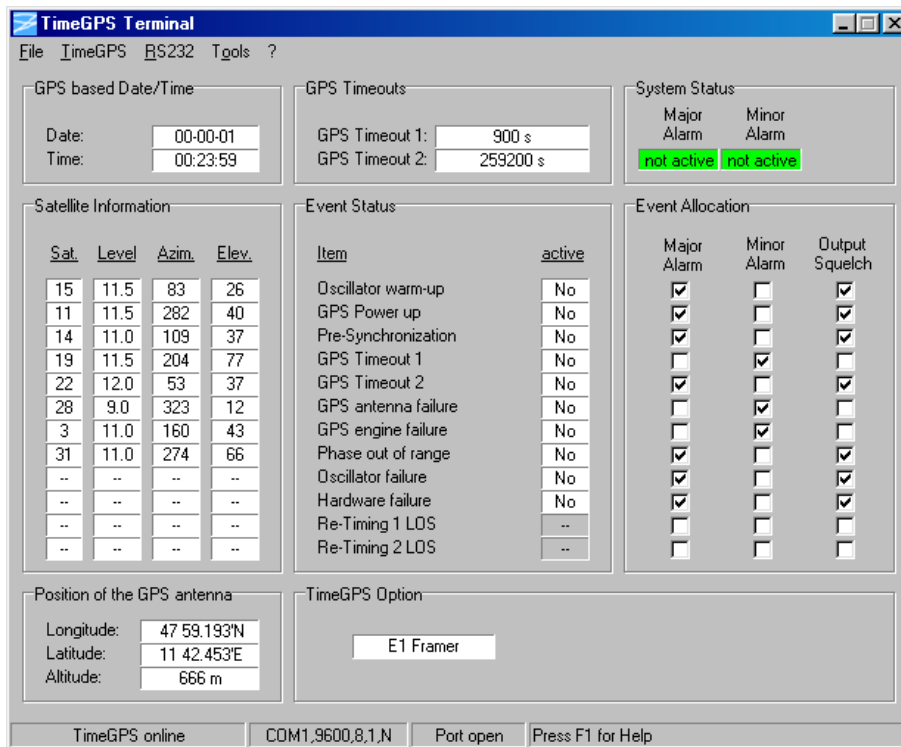 TimeGPS Terminal
File TimeGPS RS232 Tools ?
GPS based Date/Time
Date: 00-00-01
Time: 00:23:59
GPS Timeouts
GPS Timeout 1: 900 s
GPS Timeout 2: 259200 s
System Status
Major Alarm
Minor Alarm
not active not active
Satellite Information
Sat. Level Azim. Elev.
15 11.5 83 26
11 11.5 282 40
14 11.0 109 37
19 11.5 204 77
22 12.0 53 37
28 9.0 323 12
3 11.0 160 43
31 11.0 274 66
-- -- -- --
-- -- -- --
-- -- -- --
-- -- -- --
Event Status
Item active
Oscillator warm-up No
GPS Power up No
Pre-Synchronization No
GPS Timeout 1 No
GPS Timeout 2 No
GPS antenna failure No
GPS engine failure No
Phase out of range No
Oscillator failure No
Hardware failure No
Re-Timing 1 LOS --
Re-Timing 2 LOS --
Event Allocation
Major Alarm
Minor Alarm
Output Squelch
Position of the GPS antenna
Longitude: 47 59.193'N
Latitude: 11 42.453'E
Altitude: 666 m
TimeGPS Option
E1 Framer
TimeGPS online COM1,9600,8,1,N Port open Press F1 for Help